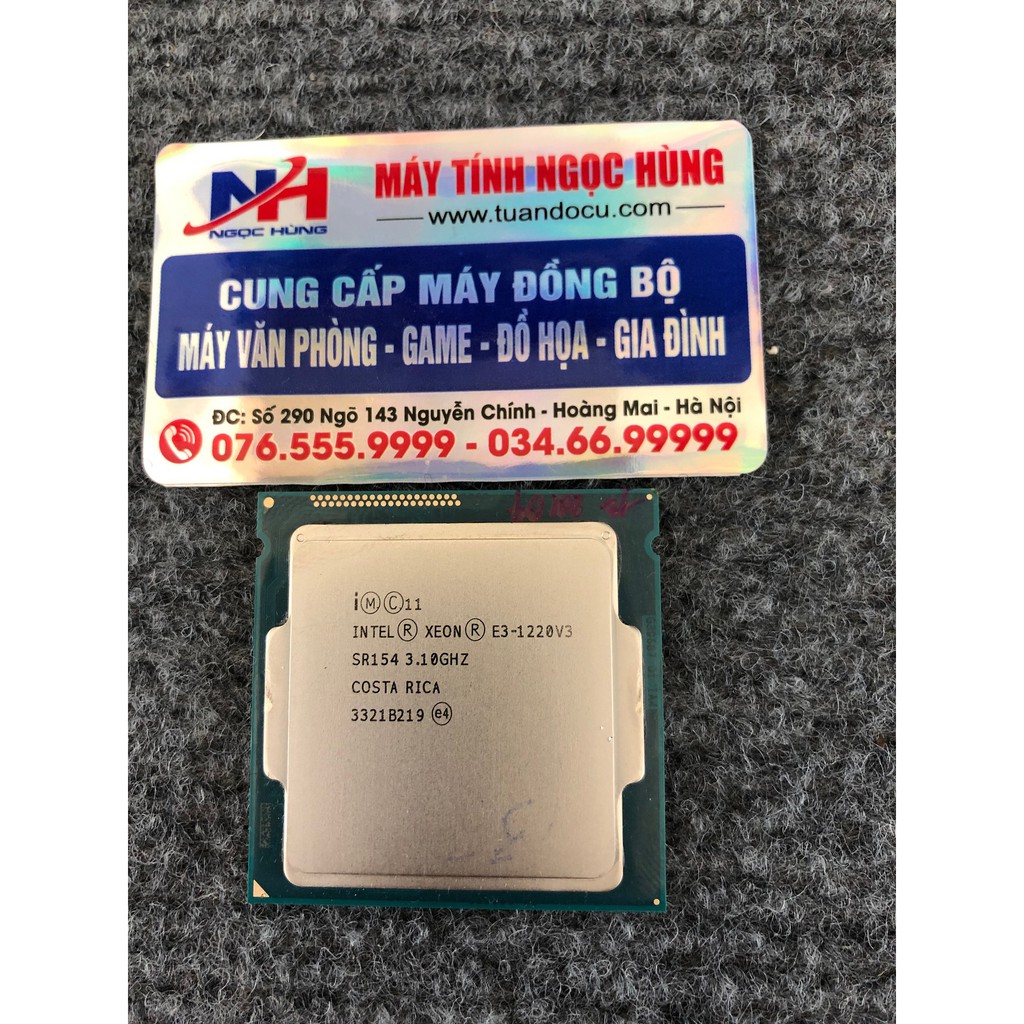 NH
NGỌC HÙNG
MÁY TÍNH NGỌC HÙNG
www.tuandocu.com
CUNG CẤP MÁY ĐỒNG BỘ
MÁY VĂN PHÒNG - GAME - ĐỒ HỌA - GIA ĐÌNH
ĐC: Số 290 Ngõ 143 Nguyễn Chính - Hoàng Mai - Hà Nội
076.555.9999 - 034.66.99999
i Ⓜ Ⓒ11
INTEL® XEON® E3-1220V3
SR154 3.10GHZ
COSTA RICA
3321B219 e4